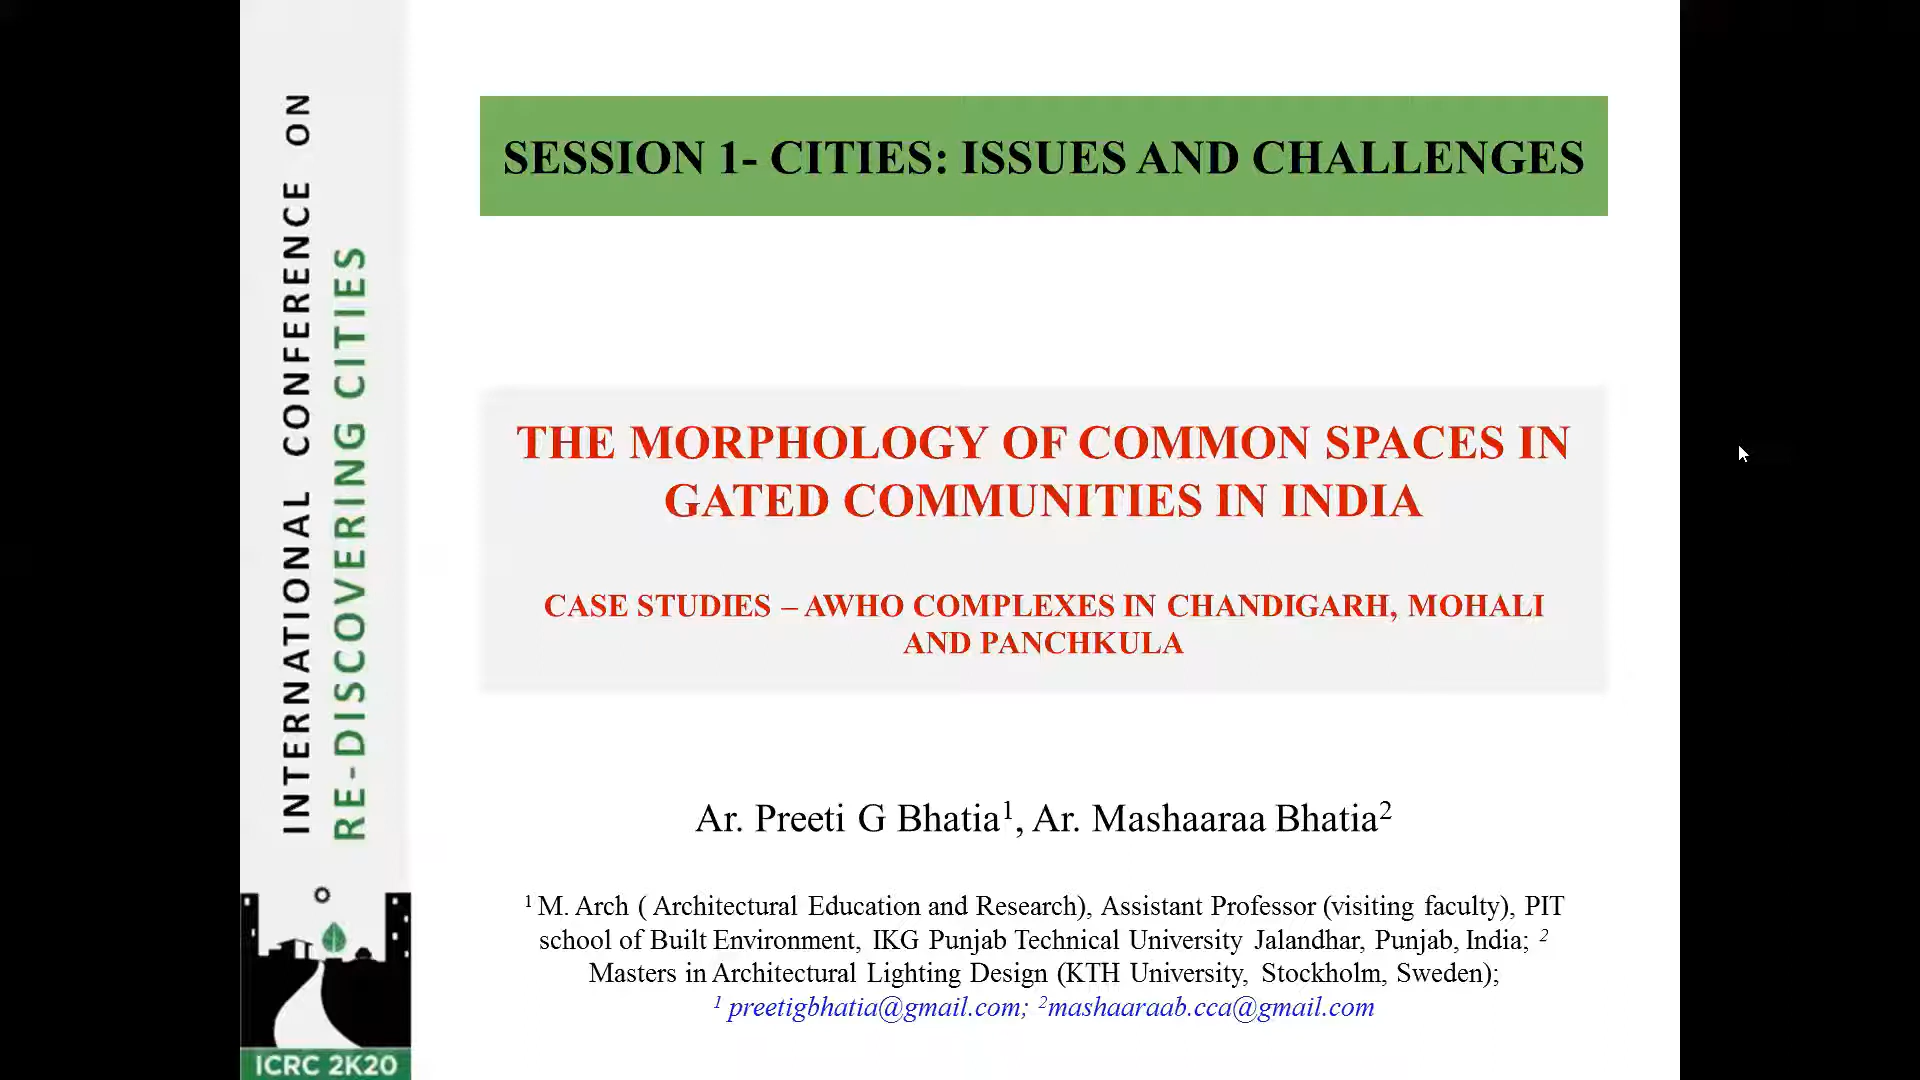 INTERNATIONAL CONFERENCE ON
RE-DISCOVERING CITIES
ICRC 2K20
SESSION 1- CITIES: ISSUES AND CHALLENGES
THE MORPHOLOGY OF COMMON SPACES IN
GATED COMMUNITIES IN INDIA
CASE STUDIES – AWHO COMPLEXES IN CHANDIGARH, MOHALI
AND PANCHKULA
Ar. Preeti G Bhatia1, Ar. Mashaaraa Bhatia2
1 M. Arch ( Architectural Education and Research), Assistant Professor (visiting faculty), PIT
school of Built Environment, IKG Punjab Technical University Jalandhar, Punjab, India; 2
Masters in Architectural Lighting Design (KTH University, Stockholm, Sweden);
1 preetigbhatia@gmail.com; 2mashaaraab.cca@gmail.com